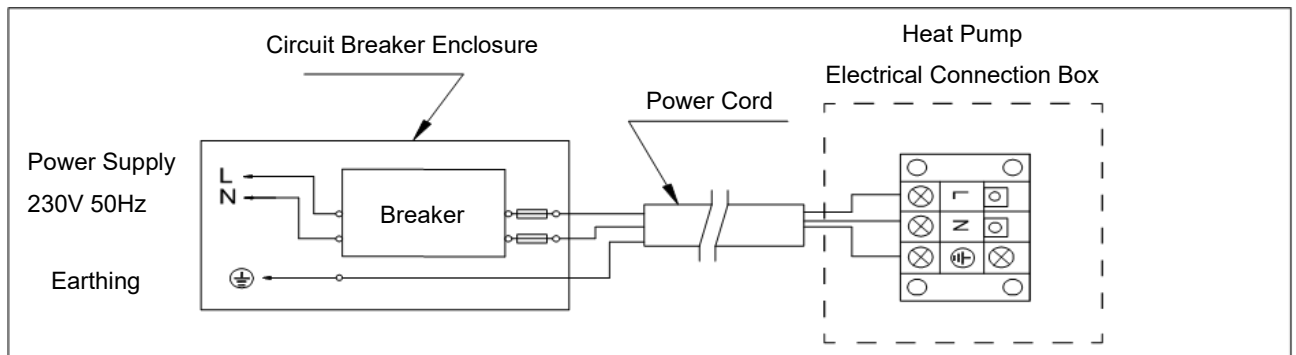 Circuit Breaker Enclosure
Heat Pump
Electrical Connection Box
Power Cord
Power Supply
230V 50Hz
L
N
Breaker
Earthing
L
N